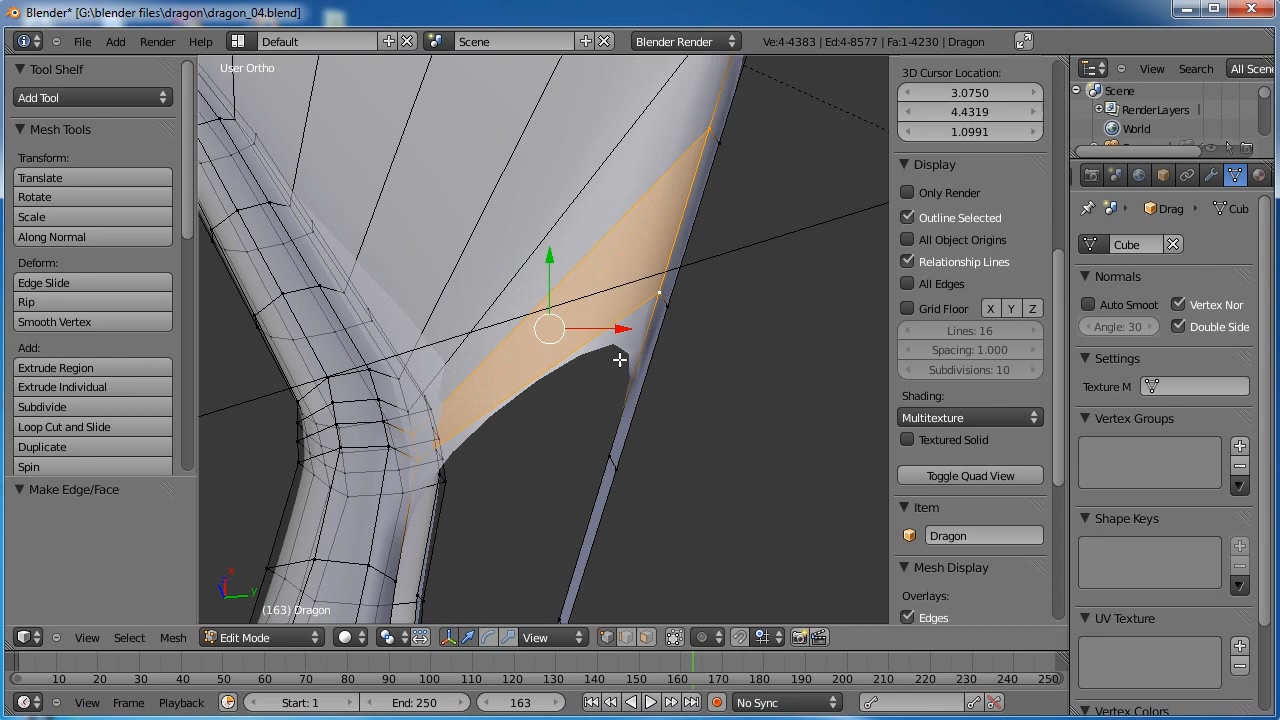 Blender* [G:\blender files\dragon\dragon_04.blend]
File Add Render Help Default Scene Blender Render Ve:4-4383 | Ed:4-8577 | Fa:1-4230 | Dragon
Tool Shelf
Add Tool
Mesh Tools
Transform:
Translate
Rotate
Scale
Along Normal
Deform:
Edge Slide
Rip
Smooth Vertex
Add:
Extrude Region
Extrude Individual
Subdivide
Loop Cut and Slide
Duplicate
Spin
Make Edge/Face
User Ortho
x
y
z
(163) Dragon
3D Cursor Location:
3.0750
4.4319
1.0991
Display
Only Render
Outline Selected
All Object Origins
Relationship Lines
All Edges
Grid Floor X Y Z
Lines: 16
Spacing: 1.000
Subdivisions: 10
Shading:
Multitexture
Textured Solid
Toggle Quad View
Item
Dragon
Mesh Display
Overlays:
Edges
View Search All Scene
Scene
RenderLayers
World
Drag Cub
Cube
Normals
Auto Smoot Vertex Nor
Angle: 30 Double Side
Settings
Texture M
Vertex Groups
Shape Keys
UV Texture
Vertex Colors
View Select Mesh Edit Mode View
10 20 30 40 50 60 70 80 90 100 110 120 130 140 150 160 170 180 190 200 210 220 230 240 250
View Frame Playback Start: 1 End: 250 163 No Sync